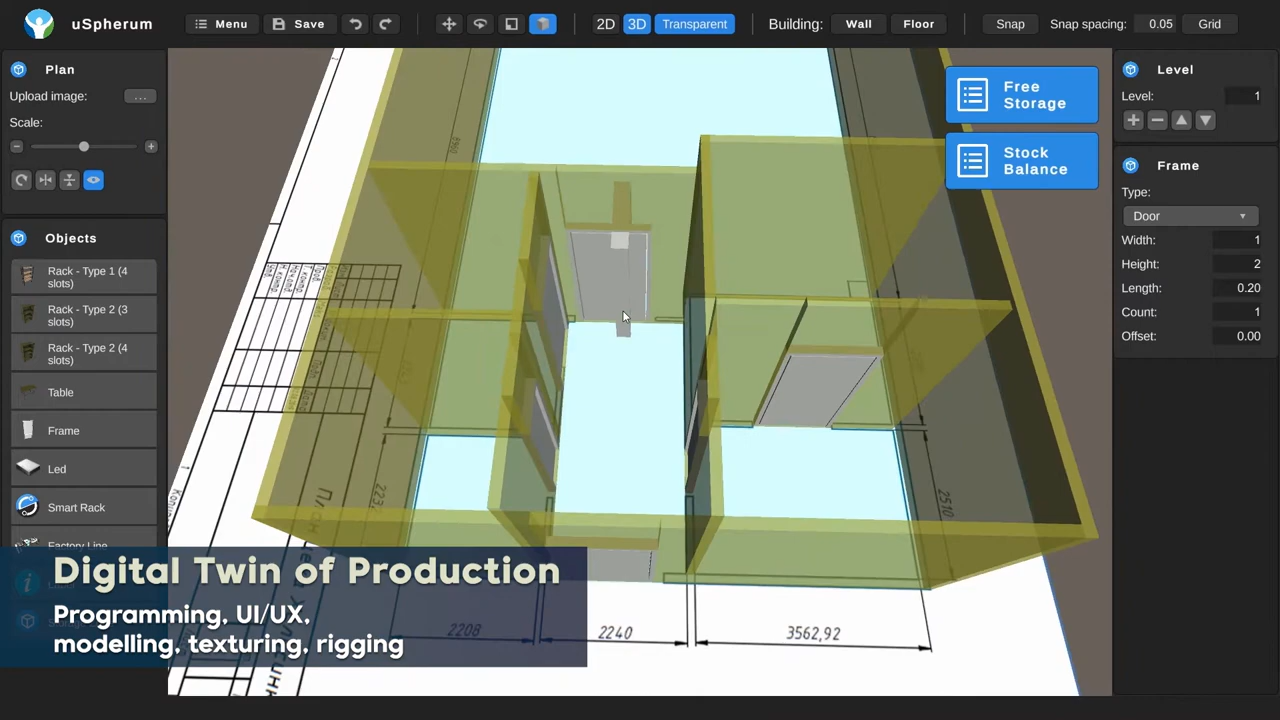 uSpherum
Menu
Save
2D
3D
Transparent
Building:
Wall
Floor
Snap
Snap spacing:
0.05
Grid
Plan
Upload image:
...
Scale:
Objects
Rack - Type 1 (4
slots)
Rack - Type 2 (3
slots)
Rack - Type 2 (4
slots)
Table
Frame
Led
Smart Rack
Factory Line
Free
Storage
Stock
Balance
Level
Level:
1
Frame
Type:
Door
Width:
1
Height:
2
Length:
0.20
Count:
1
Offset:
0.00
2510
2208
2240
3562,92
Digital Twin of Production
Programming, UI/UX,
modelling, texturing, rigging